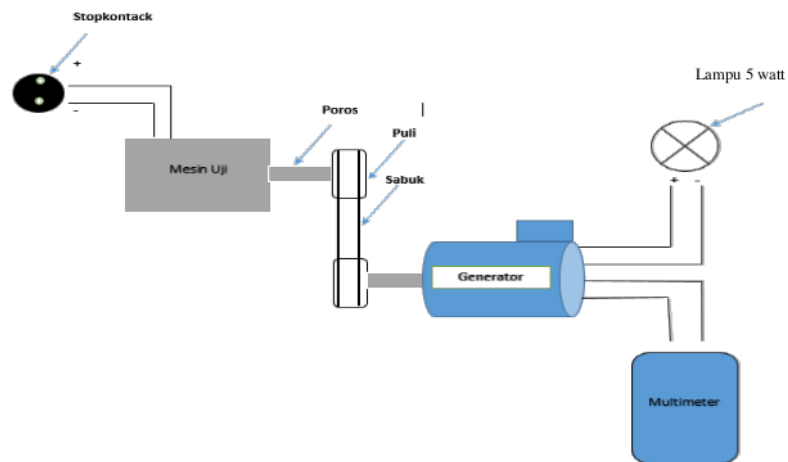 Stopkontack
+
-
Lampu 5 watt
Poros
|
Puli
Mesin Uji
Sabuk
+ -
Generator
Multimeter